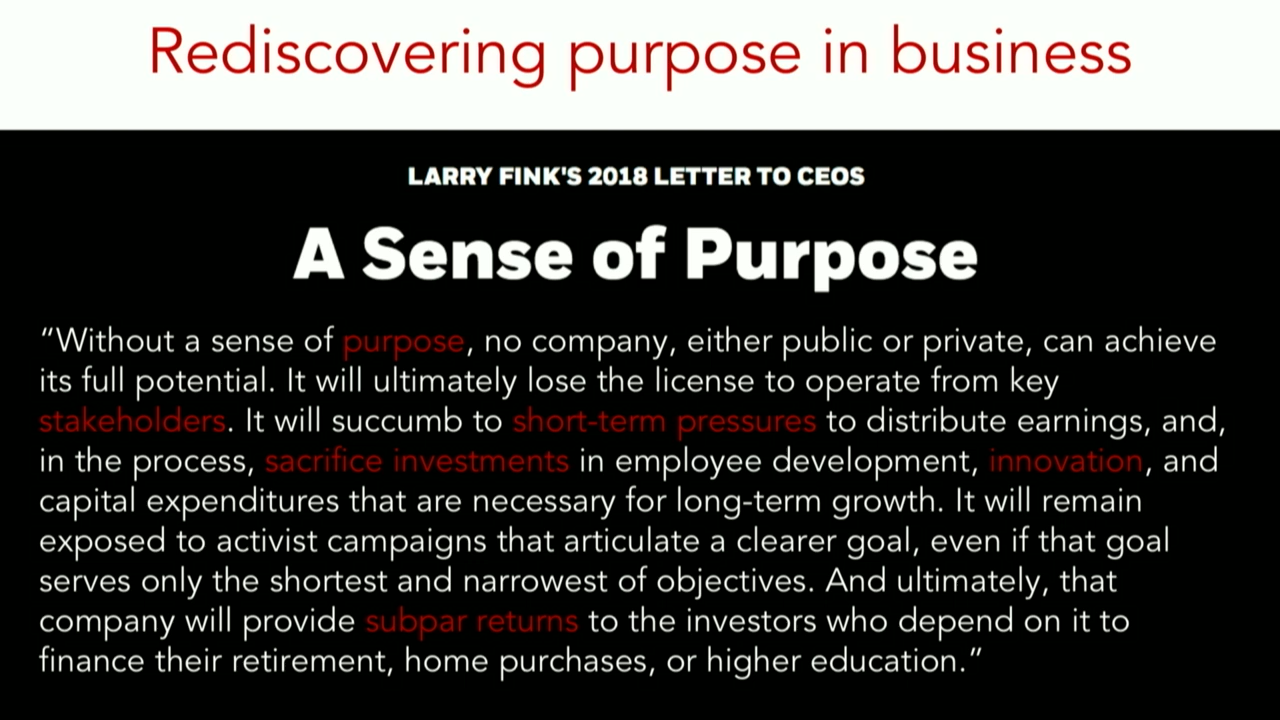 Rediscovering purpose in business
LARRY FINK'S 2018 LETTER TO CEOS
A Sense of Purpose
“Without a sense of purpose, no company, either public or private, can achieve
its full potential. It will ultimately lose the license to operate from key
stakeholders. It will succumb to short-term pressures to distribute earnings, and,
in the process, sacrifice investments in employee development, innovation, and
capital expenditures that are necessary for long-term growth. It will remain
exposed to activist campaigns that articulate a clearer goal, even if that goal
serves only the shortest and narrowest of objectives. And ultimately, that
company will provide subpar returns to the investors who depend on it to
finance their retirement, home purchases, or higher education.”